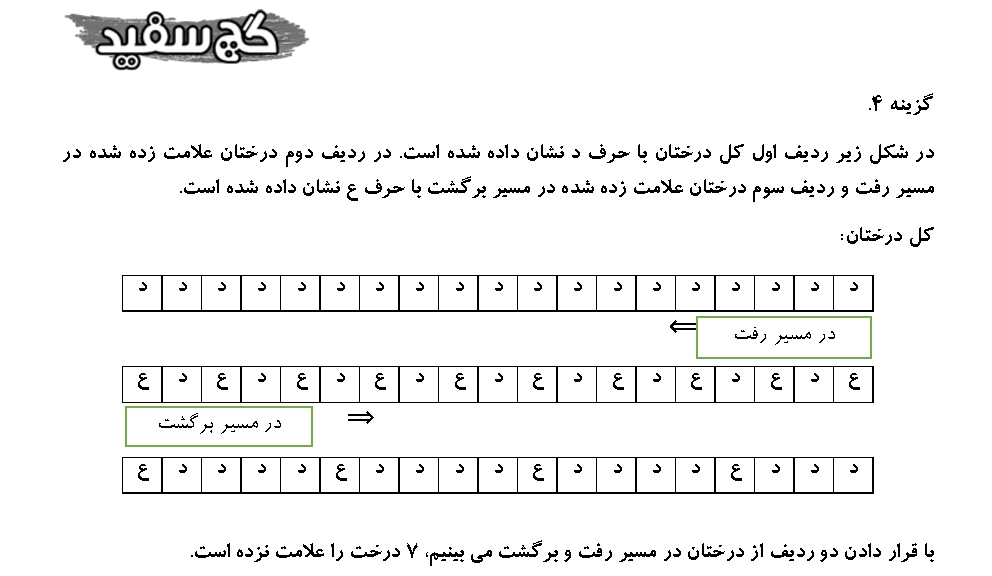 گچ سفید
گزینه ۴.
در شکل زیر ردیف اول کل درختان با حرف د نشان داده شده است. در ردیف دوم درختان علامت زده شده در
مسیر رفت و ردیف سوم درختان علامت زده شده در مسیر برگشت با حرف ع نشان داده شده است.
کل درختان:
د د د د د د د د د د د د د د د د د د د
در مسیر رفت ⇐
ع د ع د ع د ع د ع د ع د ع د ع د ع د ع
در مسیر برگشت ⇒
د د د ع د د د د ع د د د د ع د د د د ع
با قرار دادن دو ردیف از درختان در مسیر رفت و برگشت می بینیم، ۷ درخت را علامت نزده است.